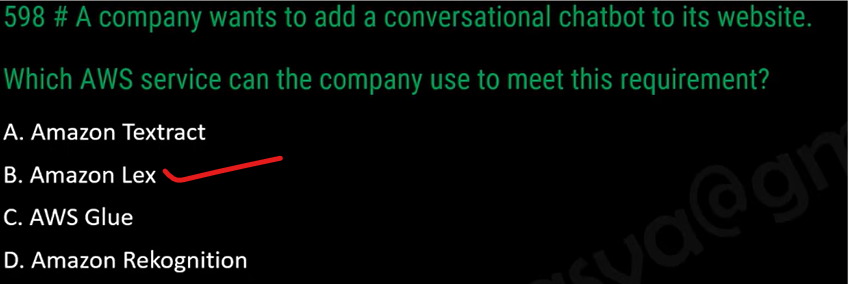 598 # A company wants to add a conversational chatbot to its website.
Which AWS service can the company use to meet this requirement?
A. Amazon Textract
B. Amazon Lex
C. AWS Glue
D. Amazon Rekognition